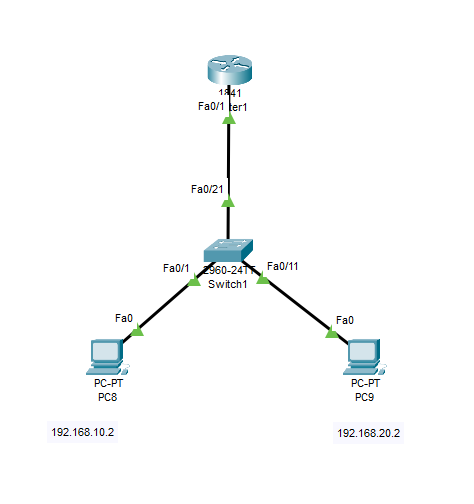 1841
Fa0/1
Fa0/21
Fa0/1
Fa0/11
2960-24TT
Switch1
Fa0
Fa0
PC-PT
PC8
PC-PT
PC9
192.168.10.2
192.168.20.2